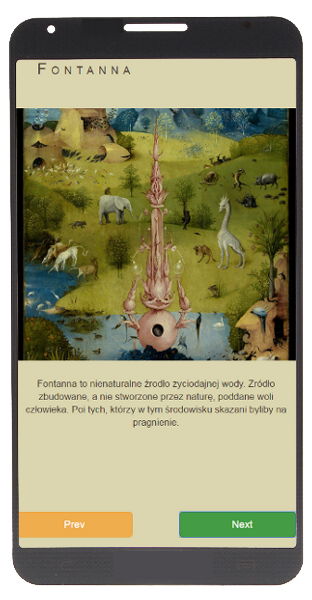 Fontanna
Fontanna to nienaturalne źrodło życiodajnej wody. Źródło
zbudowane, a nie stworzone przez naturę, poddane woli
człowieka. Poi tych, którzy w tym środowisku skazani byliby na
pragnienie.
Prev Next